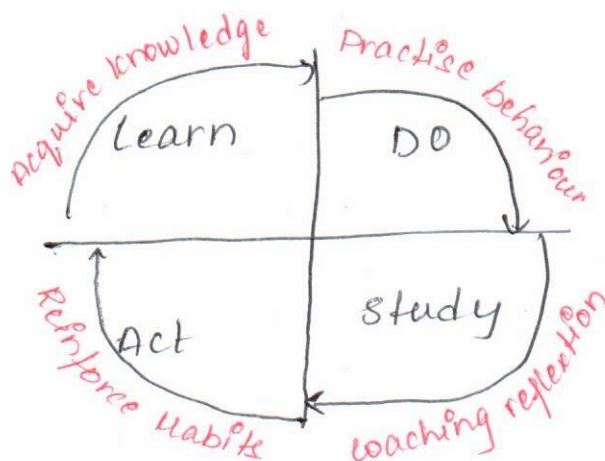 Acquire knowledge
Practise behaviour
Learn
DO
Act
Study
Reinforce Habits
coaching reflection